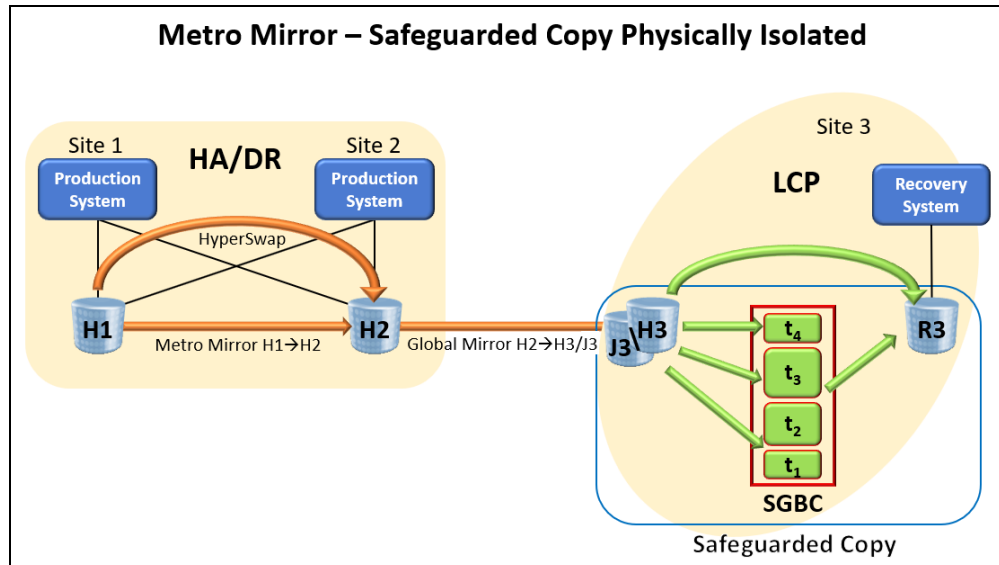 Metro Mirror – Safeguarded Copy Physically Isolated
Site 1
HA/DR
Site 2
Production
System
Production
System
HyperSwap
H1
H2
Metro Mirror H1→H2
Global Mirror H2→H3/J3
Site 3
LCP
Recovery
System
J3\
H3
R3
t4
t3
t2
t1
SGBC
Safeguarded Copy